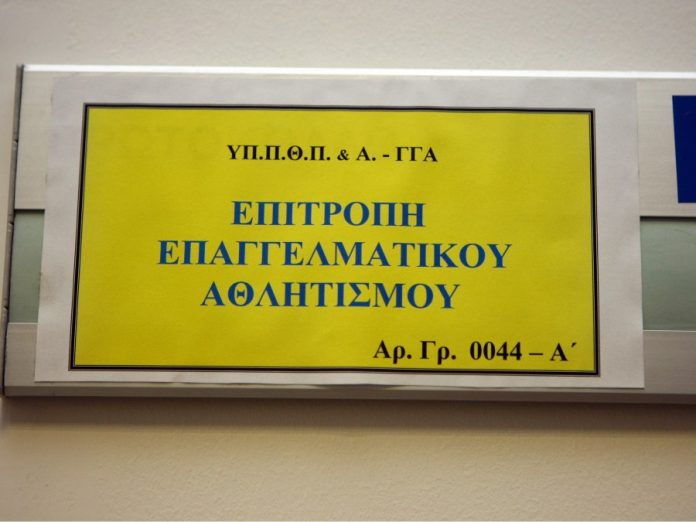 ΥΠ.Π.Θ.Π. & Α. - ΓΓΑ
ΕΠΙΤΡΟΠΗ
ΕΠΑΓΓΕΛΜΑΤΙΚΟΥ
ΑΘΛΗΤΙΣΜΟΥ
Αρ. Γρ. 0044 – Α΄